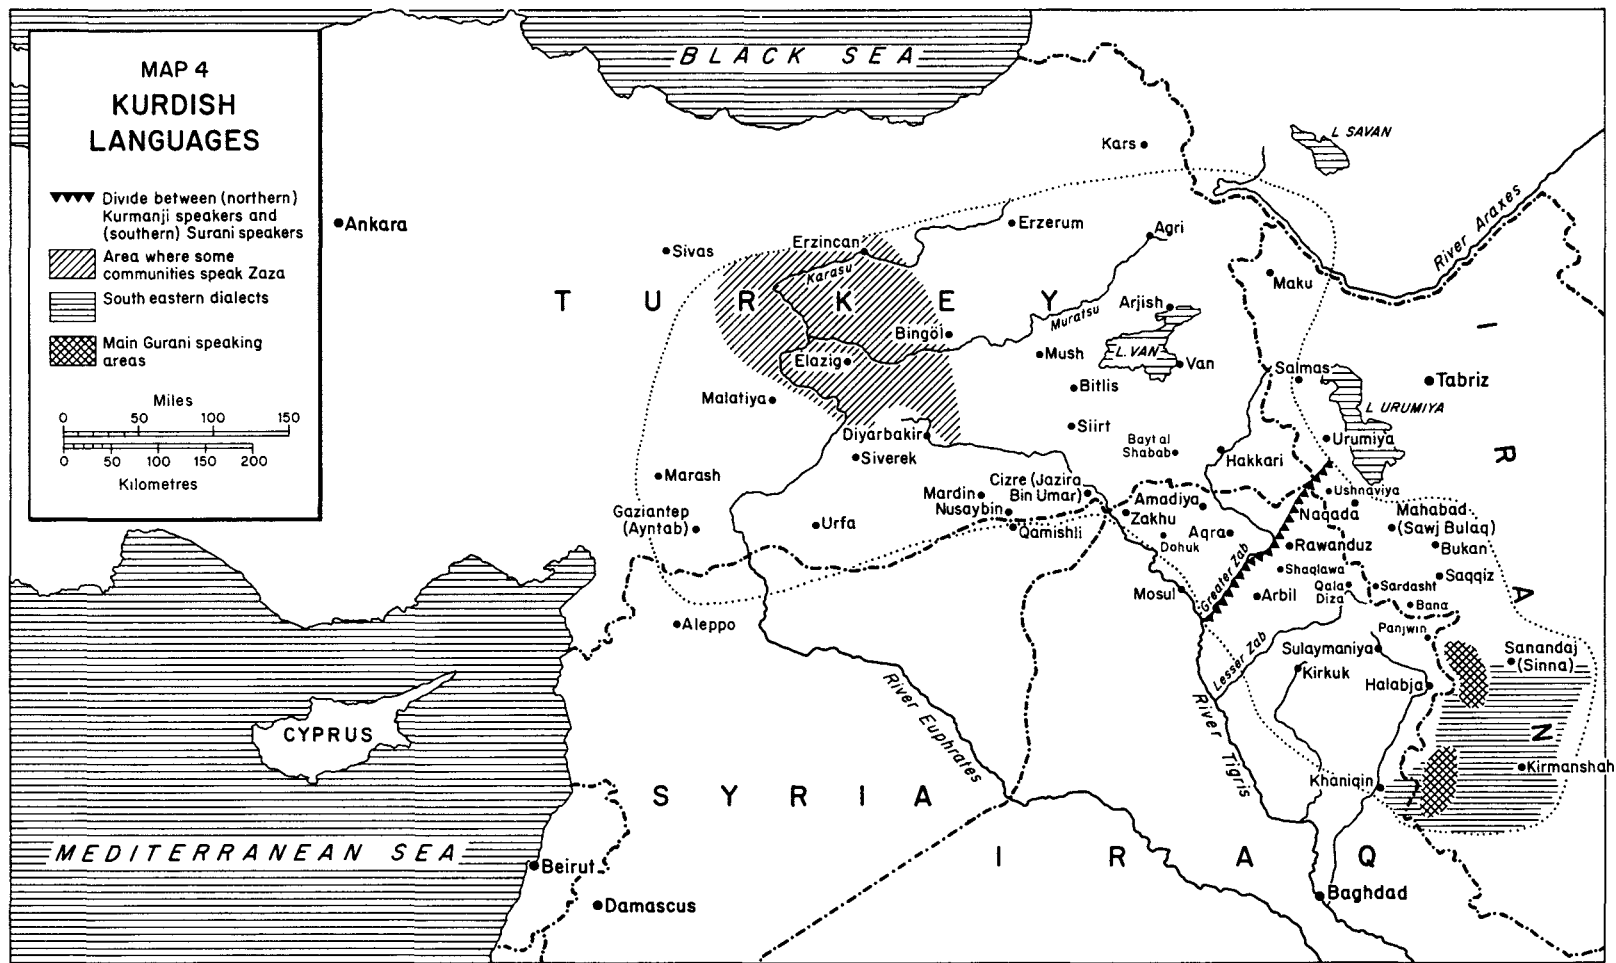 MAP 4
KURDISH
LANGUAGES
Divide between (northern)
Kurmanji speakers and
(southern) Surani speakers
Area where some
communities speak Zaza
South eastern dialects
Main Gurani speaking
areas
Miles
0 50 100 150
0 50 100 150 200
Kilometres
BLACK SEA
L SAVAN
Kars
River Araxes
Ankara
Sivas
Erzincan
Erzerum
Agri
Karasu
Maku
TURKEY
Arjish
Muratsu
Bingöl
Mush
L. VAN
Van
Elazig
Salmas
Tabriz
Bitlis
Malatiya
L URUMIYA
Siirt
Diyarbakir
Bayt al
Shabab
Urumiya
Siverek
Hakkari
Marash
Cizre (Jazira
Bin Umar)
Mardin
Nusaybin
Amadiya
Ushnaviya
Gaziantep
(Ayntab)
Urfa
Qamishli
Zakhu
Naqada
Mahabad
(Sawj Bulaq)
Aqra
Dohuk
Rawanduz
Bukan
Greater Zab
Shaqlawa
Saqqiz
Mosul
Arbil
Qala
Diza
Sardasht
Bana
Aleppo
Panjwin
Lesser Zab
Sulaymaniya
Sanandaj
(Sinna)
Kirkuk
Halabja
IRAN
CYPRUS
River Euphrates
River Tigris
Khaniqin
Kirmanshah
SYRIA
MEDITERRANEAN SEA
IRAQ
Beirut
Baghdad
Damascus